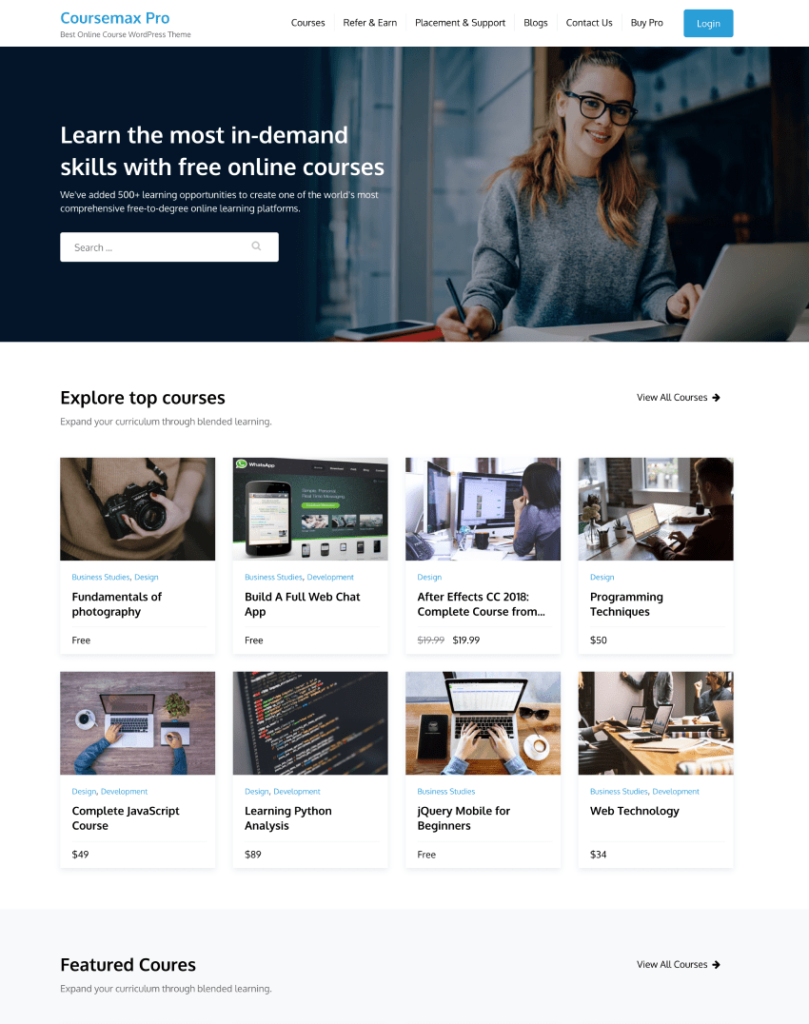 Coursemax Pro
Best Online Course WordPress Theme
Courses
Refer & Earn
Placement & Support
Blogs
Contact Us
Buy Pro
Login
Learn the most in-demand
skills with free online courses
We've added 500+ learning opportunities to create one of the world's most
comprehensive free-to-degree online learning platforms.
Search ...
Explore top courses
View All Courses
Expand your curriculum through blended learning.
WhatsApp
Business Studies, Design
Fundamentals of
photography
Free
Business Studies, Development
Build A Full Web Chat
App
Free
Design
After Effects CC 2018:
Complete Course from...
$19.99 $19.99
Design
Programming
Techniques
$50
Design, Development
Complete JavaScript
Course
$49
Design, Development
Learning Python
Analysis
$89
Business Studies
jQuery Mobile for
Beginners
Free
Business Studies, Development
Web Technology
$34
Featured Coures
View All Courses
Expand your curriculum through blended learning.